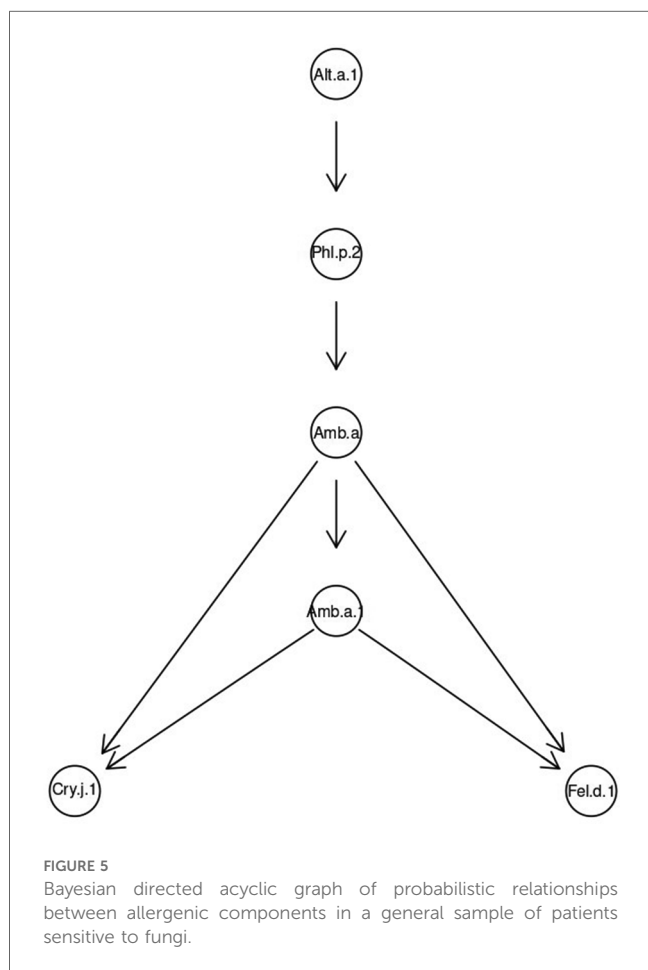 Alt.a.1
Phl.p.2
Amb.a
Amb.a.1
Cry.j.1
Fel.d.1
FIGURE 5
Bayesian directed acyclic graph of probabilistic relationships
between allergenic components in a general sample of patients
sensitive to fungi.